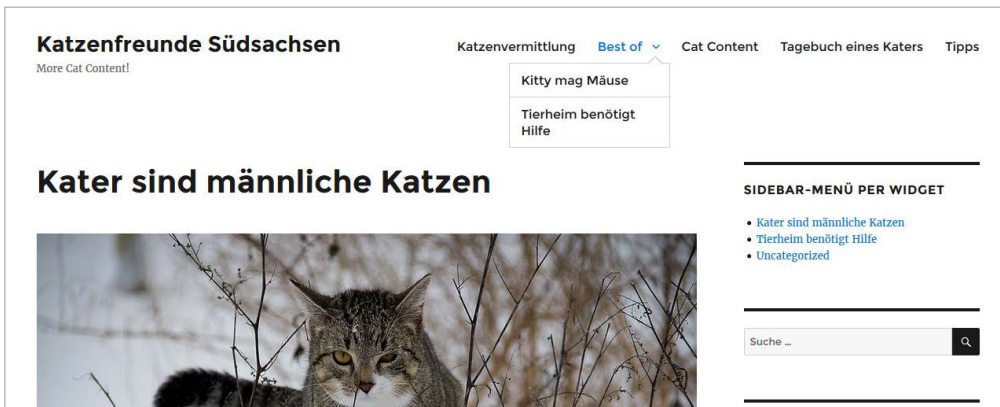 Katzenfreunde Südsachsen
More Cat Content!
Katzenvermittlung Best of Cat Content Tagebuch eines Katers Tipps
Kitty mag Mäuse
Tierheim benötigt
Hilfe
Kater sind männliche Katzen
SIDEBAR-MENÜ PER WIDGET
Kater sind männliche Katzen
Tierheim benötigt Hilfe
Uncategorized
Suche …